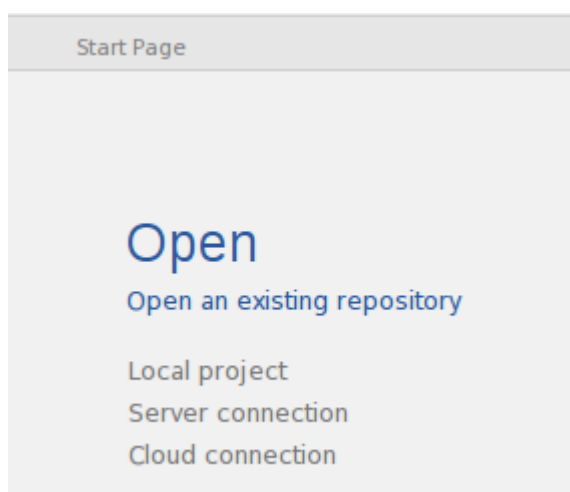 Start Page
Open
Open an existing repository
Local project
Server connection
Cloud connection